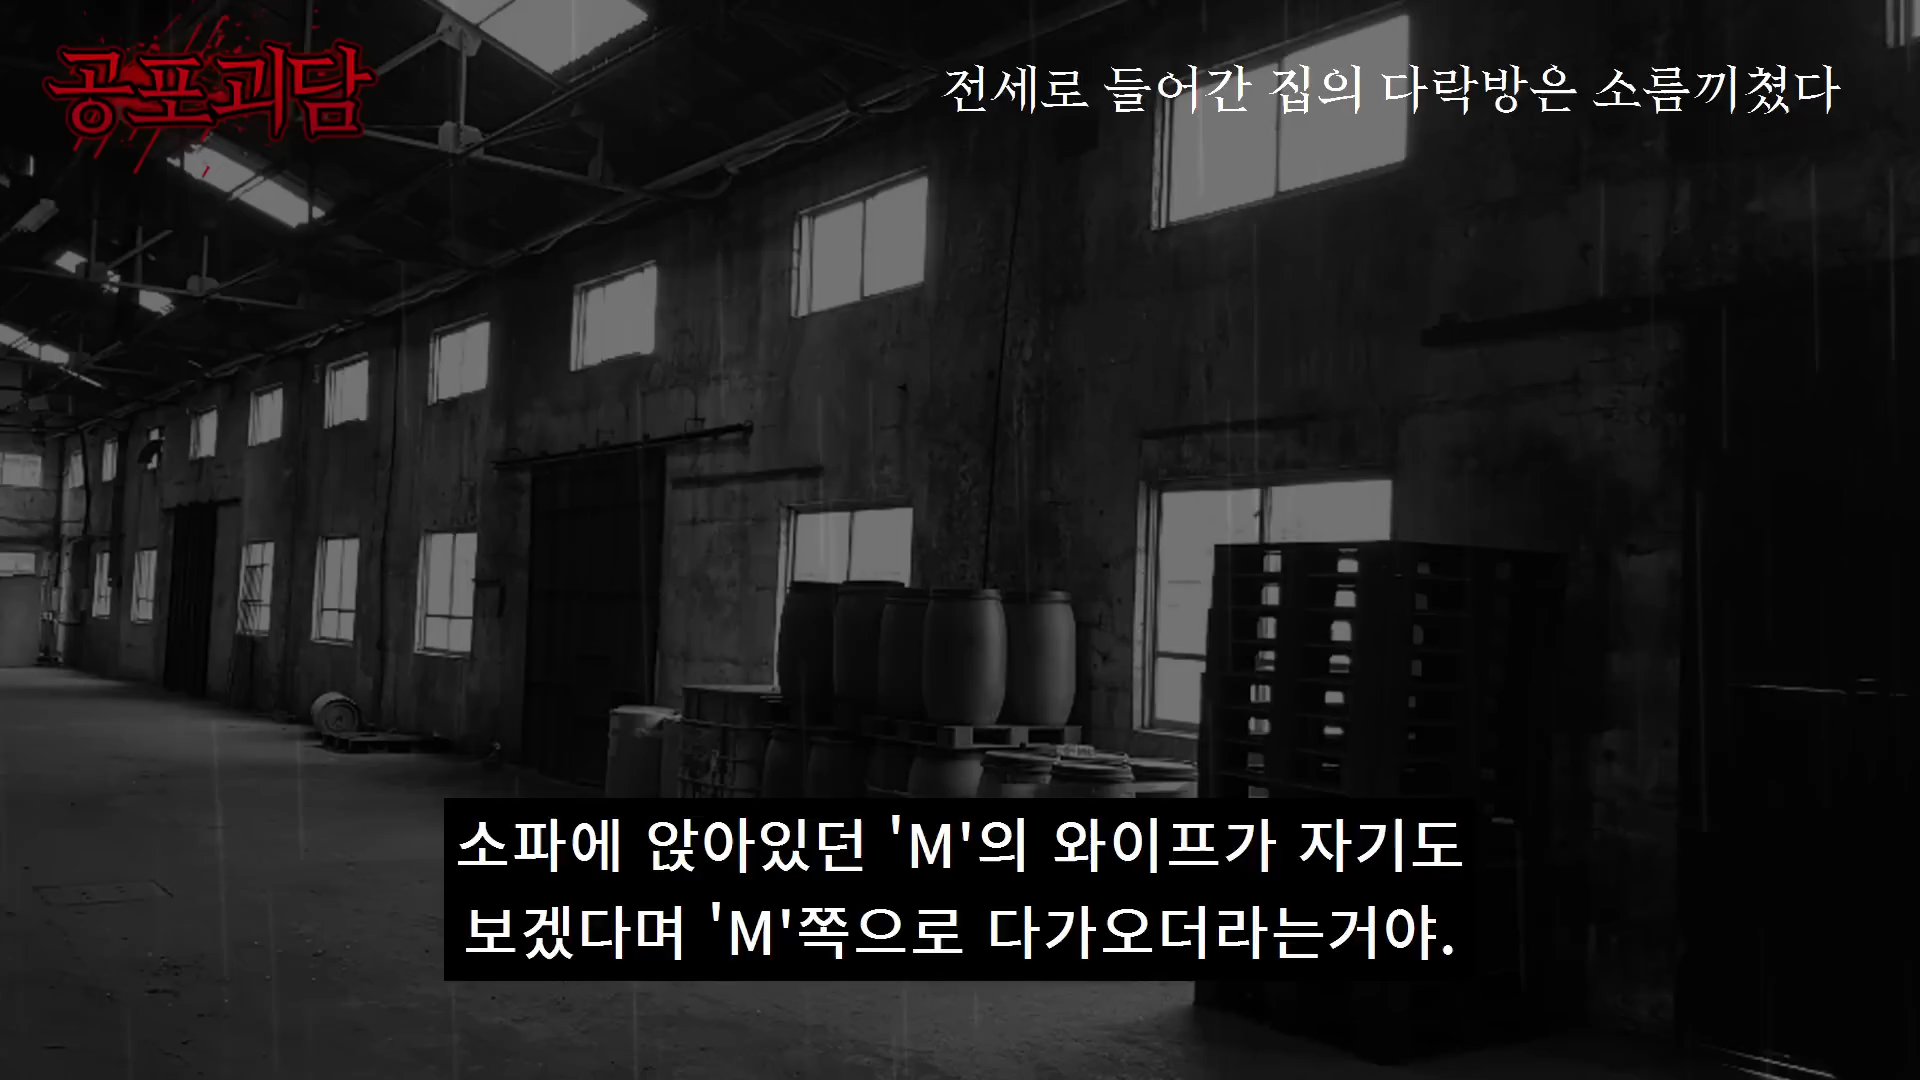 공포괴담
전세로 들어간 집의 다락방은 소름끼쳤다
소파에 앉아있던 'M'의 와이프가 자기도
보겠다며 'M'쪽으로 다가오더라는거야.